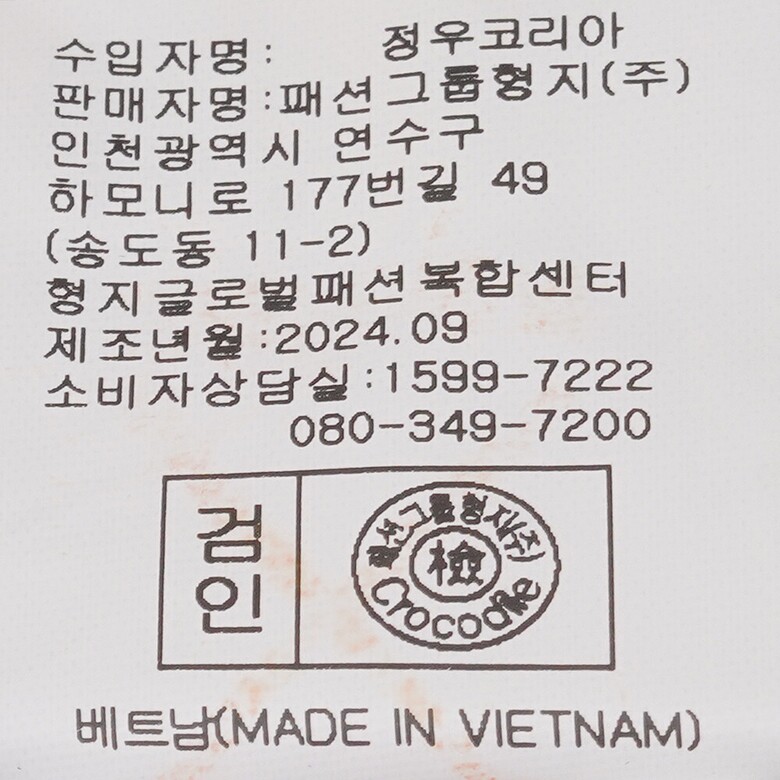 수입자명: 정우코리아
판매자명:패션그룹형지(주)
인천광역시 연수구
하모니로 177번길 49
(송도동 11-2)
형지글로벌패션복합센터
제조년월:2024.09
소비자상담실:1599-7222
080-349-7200
검인
패션그룹형지(주)
檢
Crocodile
베트남(MADE IN VIETNAM)